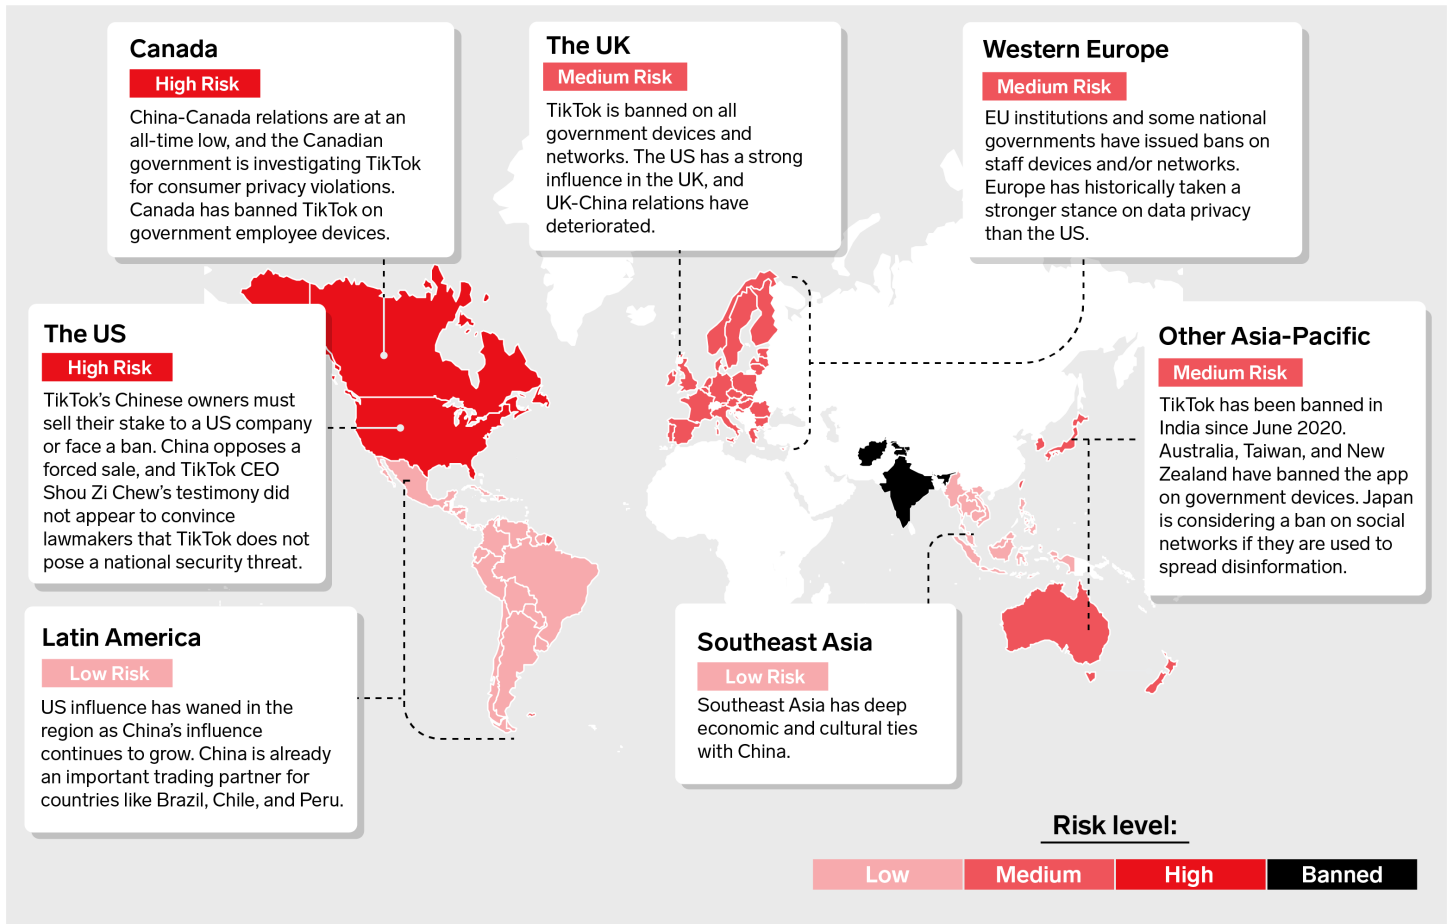 Canada
High Risk
China-Canada relations are at an
all-time low, and the Canadian
government is investigating TikTok
for consumer privacy violations.
Canada has banned TikTok on
government employee devices.
The UK
Medium Risk
TikTok is banned on all
government devices and
networks. The US has a strong
influence in the UK, and
UK-China relations have
deteriorated.
Western Europe
Medium Risk
EU institutions and some national
governments have issued bans on
staff devices and/or networks.
Europe has historically taken a
stronger stance on data privacy
than the US.
The US
High Risk
TikTok's Chinese owners must
sell their stake to a US company
or face a ban. China opposes a
forced sale, and TikTok CEO
Shou Zi Chew's testimony did
not appear to convince
lawmakers that TikTok does not
pose a national security threat.
Other Asia-Pacific
Medium Risk
TikTok has been banned in
India since June 2020.
Australia, Taiwan, and New
Zealand have banned the app
on government devices. Japan
is considering a ban on social
networks if they are used to
spread disinformation.
Latin America
Low Risk
US influence has waned in the
region as China's influence
continues to grow. China is already
an important trading partner for
countries like Brazil, Chile, and Peru.
Southeast Asia
Low Risk
Southeast Asia has deep
economic and cultural ties
with China.
Risk level:
Low Medium High Banned